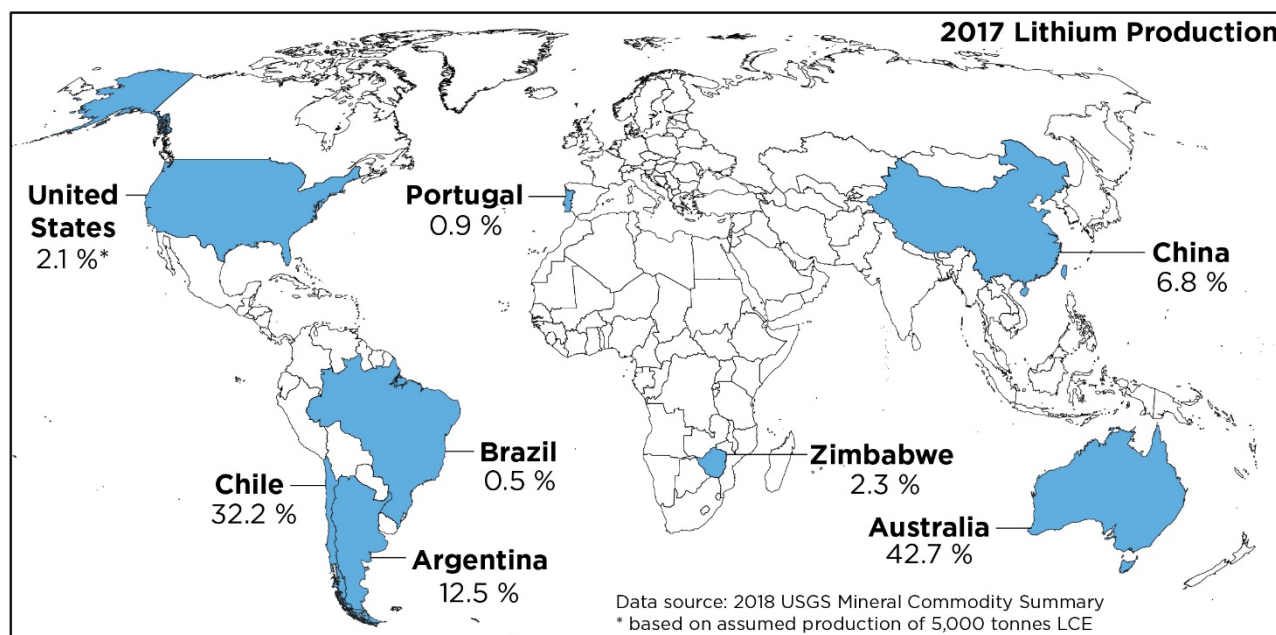 2017 Lithium Production
United
States
2.1 %*
Portugal
0.9 %
China
6.8 %
Brazil
0.5 %
Chile
32.2 %
Argentina
12.5 %
Zimbabwe
2.3 %
Australia
42.7 %
Data source: 2018 USGS Mineral Commodity Summary
* based on assumed production of 5,000 tonnes LCE